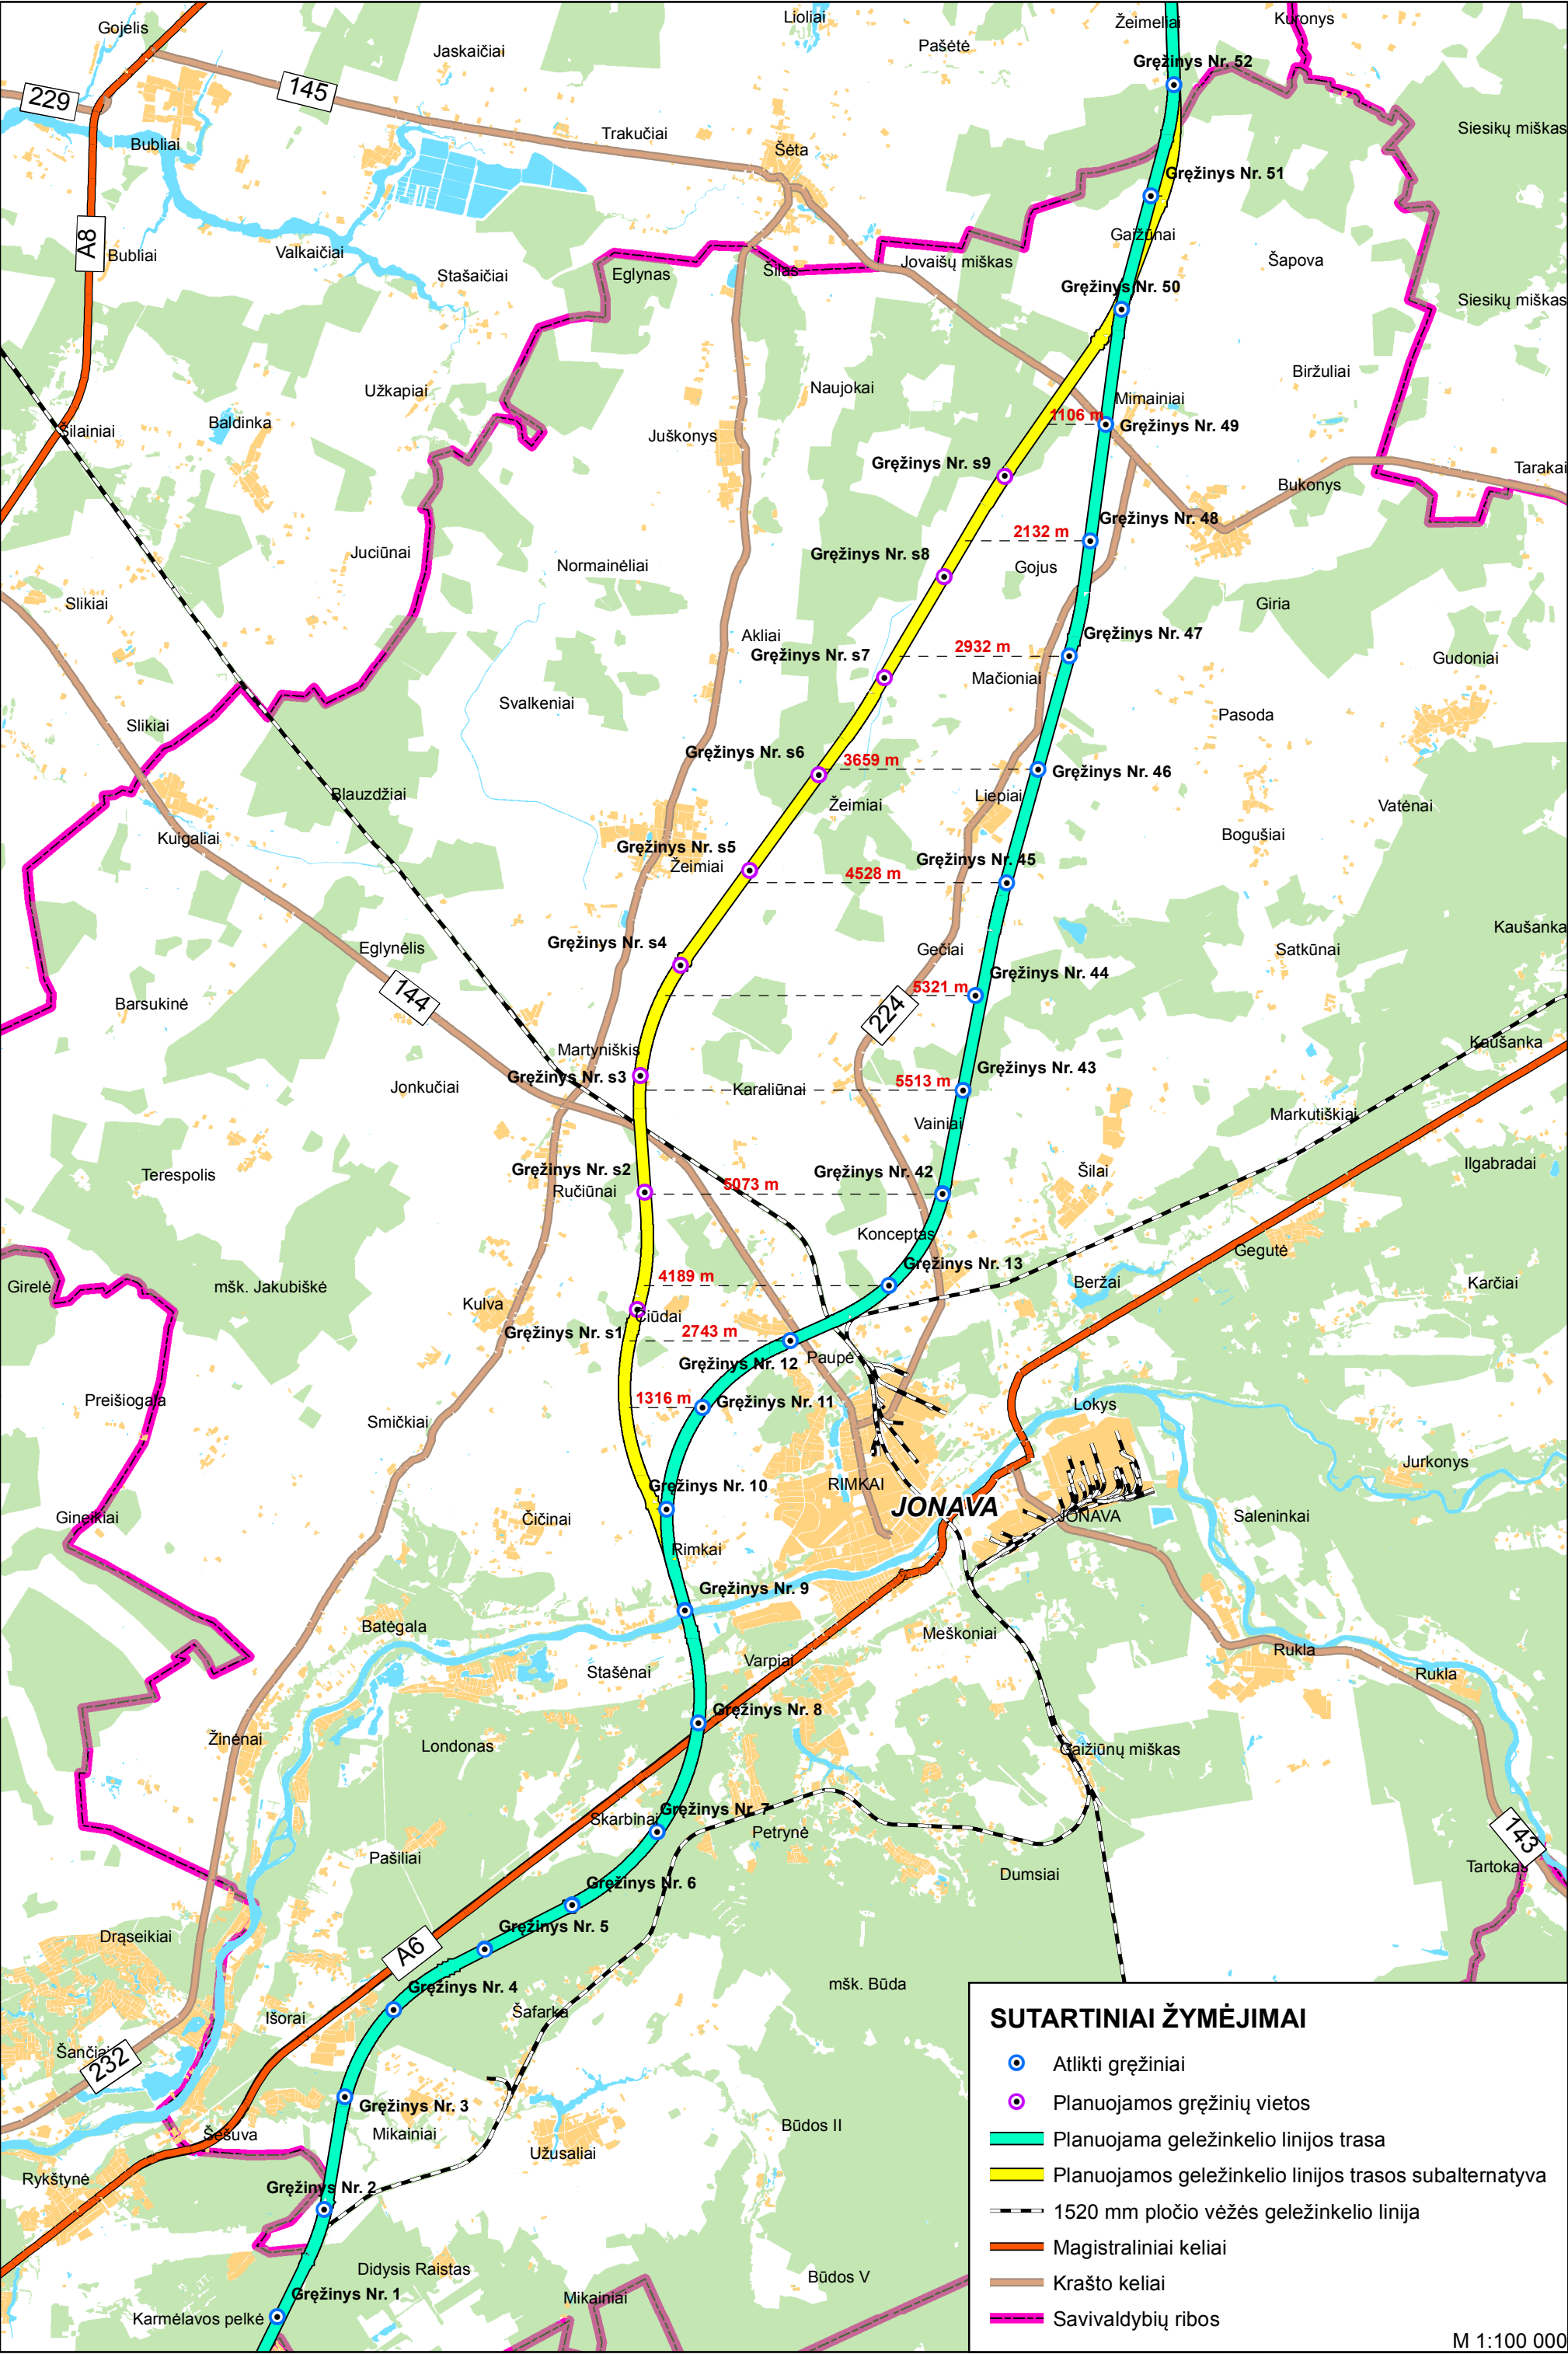 Gojelis
Lioliai
Žeimeliai
Kuronys
Jaskaičiai
Pašėtė
Gręžinys Nr. 52
229
145
Trakučiai
Siesikų miškas
Bubliai
Šėta
Gręžinys Nr. 51
A8
Bubliai
Valkaičiai
Gaižūnai
Stašaičiai
Eglynas
Šilas
Jovaišų miškas
Šapova
Gręžinys Nr. 50
Siesikų miškas
Užkapiai
Naujokai
Biržuliai
Mimainiai
Šilainiai
Baldinka
Juškonys
1106 m
Gręžinys Nr. 49
Gręžinys Nr. s9
Tarakai
Bukonys
Gręžinys Nr. 48
2132 m
Juciūnai
Normainėliai
Gręžinys Nr. s8
Gojus
Slikiai
Giria
Akliai
Gręžinys Nr. 47
Gręžinys Nr. s7
2932 m
Gudoniai
Mačioniai
Svalkeniai
Slikiai
Pasoda
Gręžinys Nr. s6
3659 m
Gręžinys Nr. 46
Blauzdžiai
Žeimiai
Liepiai
Vatėnai
Kuigaliai
Bogušiai
Gręžinys Nr. s5
Žeimiai
Gręžinys Nr. 45
4528 m
Kaušanka
Eglynėlis
Gręžinys Nr. s4
Gečiai
Satkūnai
144
Barsukinė
Gręžinys Nr. 44
5321 m
224
Martyniškis
Kaušanka
Gręžinys Nr. s3
Gręžinys Nr. 43
Jonkučiai
Karaliūnai
5513 m
Vainiai
Markutiškiai
Terespolis
Gręžinys Nr. s2
Ručiūnai
5073 m
Gręžinys Nr. 42
Šilai
Ilgabradai
Konceptas
Gegutė
Girelė
mšk. Jakubiškė
4189 m
Gręžinys Nr. 13
Beržai
Karčiai
Kulva
Čiūdai
Gręžinys Nr. s1
2743 m
Gręžinys Nr. 12
Paupė
Preišiogala
Smičkiai
1316 m
Gręžinys Nr. 11
Lokys
Jurkonys
Gręžinys Nr. 10
RIMKAI
JONAVA
Gineikiai
Čičinai
JONAVA
Saleninkai
Rimkai
Gręžinys Nr. 9
Batėgala
Meškoniai
Stašėnai
Varpiai
Rukla
Rukla
Gręžinys Nr. 8
Žinėnai
Londonas
Gaižiūnų miškas
Skarbinai
Gręžinys Nr. 7
Petrynė
143
Pašiliai
Dumsiai
Tartokas
Gręžinys Nr. 6
Drąseikiai
Gręžinys Nr. 5
A6
mšk. Būda
Gręžinys Nr. 4
Išorai
Šafarka
Šančiai
232
Gręžinys Nr. 3
Šešuva
Mikainiai
Būdos II
Užusaliai
Rykštynė
Gręžinys Nr. 2
Didysis Raistas
Būdos V
Gręžinys Nr. 1
Mikainiai
Karmėlavos pelkė
SUTARTINIAI ŽYMĖJIMAI
Atlikti gręžiniai
Planuojamos gręžinių vietos
Planuojama geležinkelio linijos trasa
Planuojamos geležinkelio linijos trasos subalternatyva
1520 mm pločio vėžės geležinkelio linija
Magistraliniai keliai
Krašto keliai
Savivaldybių ribos
M 1:100 000